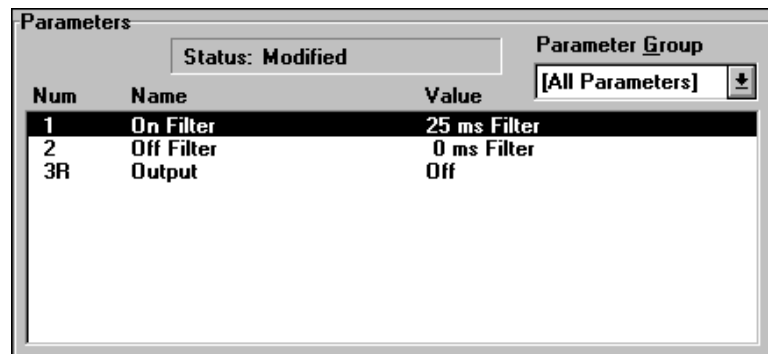 Parameters
Status: Modified
Parameter Group
[All Parameters]
Num Name Value
1 On Filter 25 ms Filter
2 Off Filter 0 ms Filter
3R Output Off